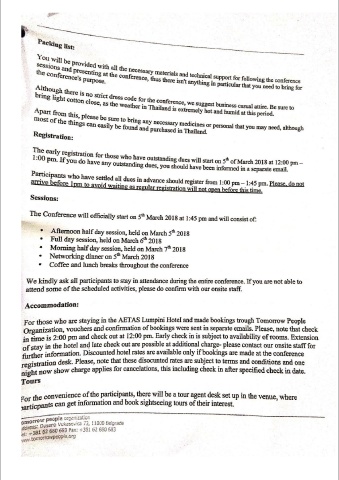 Packing list:
You will be provided with all the necessary materials and technical support for following the conference
sessions and presenting at the conference, thus there isn't anything in particular that you need to bring for
the conference's purpose.
Although there is no strict dress code for the conference, we suggest business casual attire. Be sure to
bring light cotton close, as the weather in Thailand is extremely hot and humid at this period.
Apart from this, please be sure to bring any necessary medicines or personal that you may need, although
most of the things can easily be found and purchased in Thailand.
Registration:
The early registration for those who have outstanding dues will start on 5th of March 2018 at 12:00 pm –
1:00 pm. If you do have any outstanding dues, you should have been informed in a separate email.
Participants who have settled all dues in advance should register from 1:00 pm – 1:45 pm. Please, do not
arrive before 1pm to avoid waiting as regular registration will not open before this time.
Sessions:
The Conference will officially start on 5th March 2018 at 1:45 pm and will consist of:
• Afternoon half day session, held on March 5th 2018
• Full day session, held on March 6th 2018
• Morning half day session, held on March 7th 2018
• Networking dinner on 5th March 2018
• Coffee and lunch breaks throughout the conference
We kindly ask all participants to stay in attendance during the entire conference. If you are not able to
attend some of the scheduled activities, please do confirm with our onsite staff.
Accommodation:
For those who are staying in the AETAS Lumpini Hotel and made bookings trough Tomorrow People
Organization, vouchers and confirmation of bookings were sent in separate emails. Please, note that check
in time is 2:00 pm and check out at 12:00 pm. Early check in is subject to availability of rooms. Extension
of stay in the hotel and late check out are possible at additional charge- please contact our onsite staff for
further information. Discounted hotel rates are available only if bookings are made at the conference
registration desk. Please, note that these discounted rates are subject to terms and conditions and one
night now show charge applies for cancelations, this including check in after specified check in date.
Tours
For the convenience of the participants, there will be a tour agent desk set up in the venue, where
participants can get information and book sightseeing tours of their interest.
tomorrow people organization
Dusana Vukasovica 73, 11000 Belgrade
www.tomorrowpeople.org